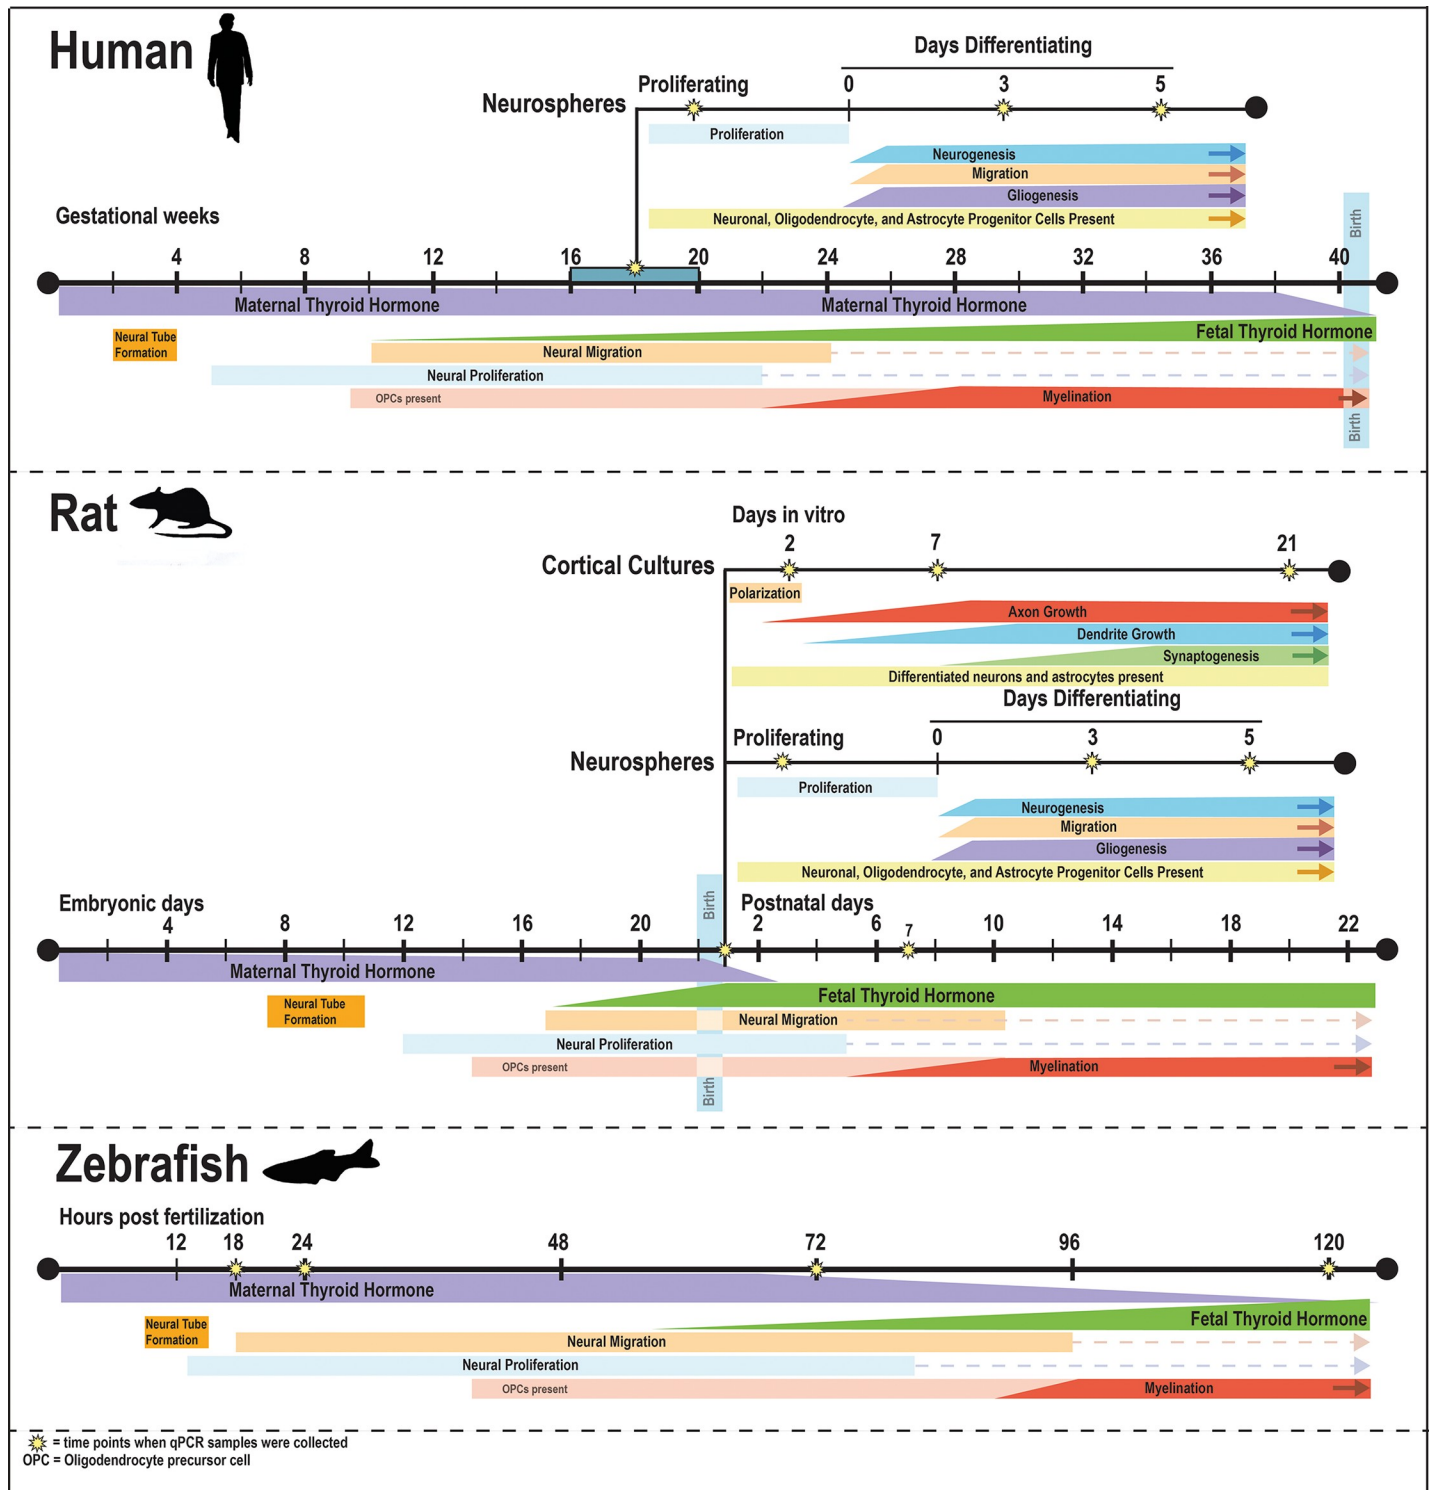 Human
Days Differentiating
Proliferating 0 3 5
Neurospheres
Proliferation
Neurogenesis
Migration
Gliogenesis
Neuronal, Oligodendrocyte, and Astrocyte Progenitor Cells Present
Gestational weeks
Birth
4 8 12 16 20 24 28 32 36 40
Maternal Thyroid Hormone Maternal Thyroid Hormone
Fetal Thyroid Hormone
Neural Tube
Formation
Neural Migration
Neural Proliferation
OPCs present Myelination
Birth
Rat
Days in vitro
2 7 21
Cortical Cultures
Polarization
Axon Growth
Dendrite Growth
Synaptogenesis
Differentiated neurons and astrocytes present
Days Differentiating
Proliferating 0 3 5
Neurospheres
Proliferation
Neurogenesis
Migration
Gliogenesis
Neuronal, Oligodendrocyte, and Astrocyte Progenitor Cells Present
Embryonic days Birth Postnatal days
4 8 12 16 20 2 6 7 10 14 18 22
Maternal Thyroid Hormone
Fetal Thyroid Hormone
Neural Tube
Formation
Neural Migration
Neural Proliferation
OPCs present Myelination
Birth
Zebrafish
Hours post fertilization
12 18 24 48 72 96 120
Maternal Thyroid Hormone
Fetal Thyroid Hormone
Neural Tube
Formation
Neural Migration
Neural Proliferation
OPCs present Myelination
= time points when qPCR samples were collected
OPC = Oligodendrocyte precursor cell